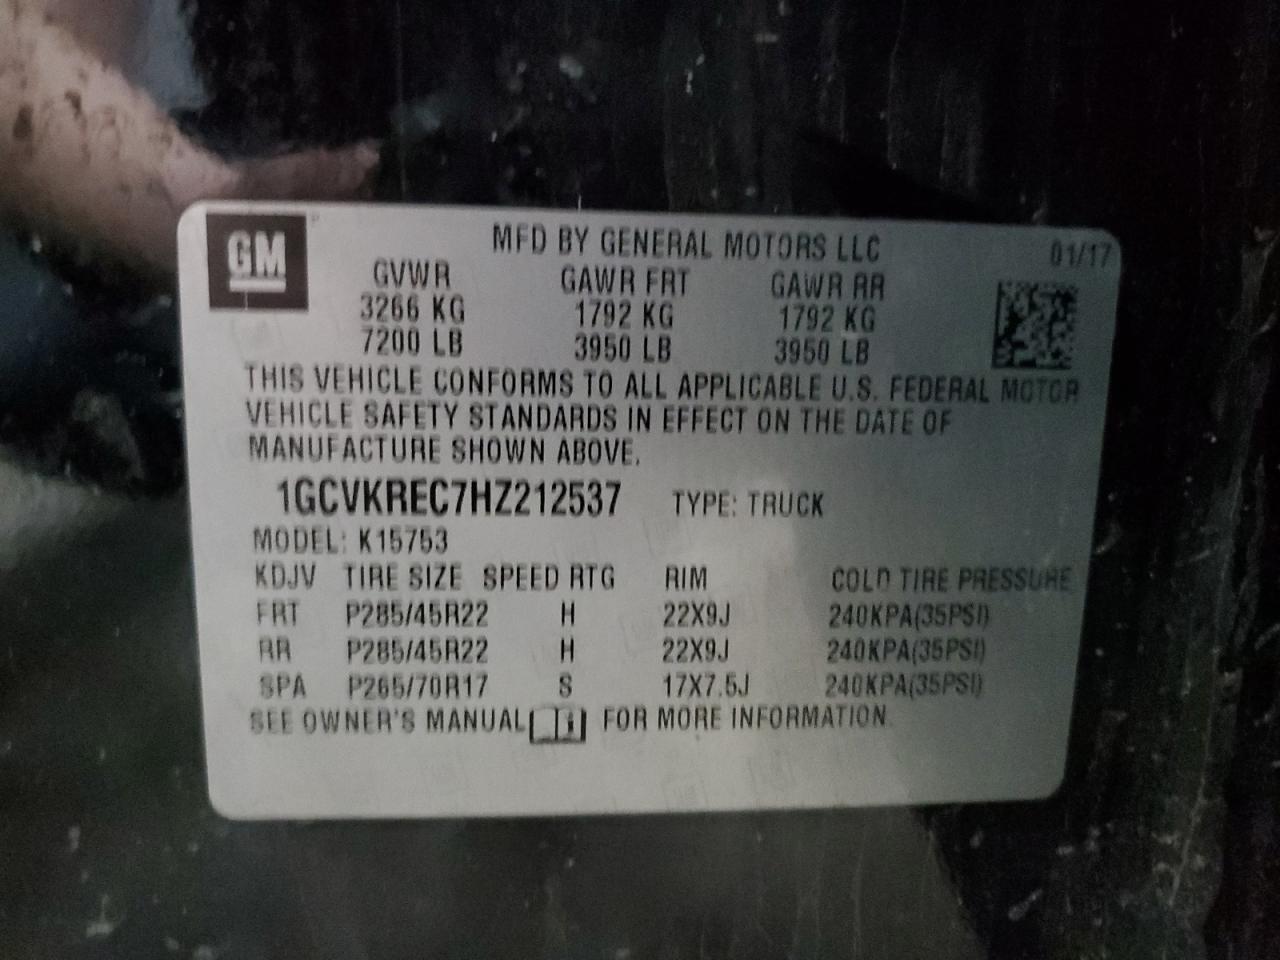 GM
MFD BY GENERAL MOTORS LLC 01/17
GVWR GAWR FRT GAWR RR
3266 KG 1792 KG 1792 KG
7200 LB 3950 LB 3950 LB
THIS VEHICLE CONFORMS TO ALL APPLICABLE U.S. FEDERAL MOTOR
VEHICLE SAFETY STANDARDS IN EFFECT ON THE DATE OF
MANUFACTURE SHOWN ABOVE.
1GCVKREC7HZ212537 TYPE: TRUCK
MODEL: K15753
KDJV TIRE SIZE SPEED RTG RIM COLD TIRE PRESSURE
FRT P285/45R22 H 22X9J 240KPA(35PSI)
RR P285/45R22 H 22X9J 240KPA(35PSI)
SPA P265/70R17 S 17X7.5J 240KPA(35PSI)
SEE OWNER'S MANUAL FOR MORE INFORMATION.